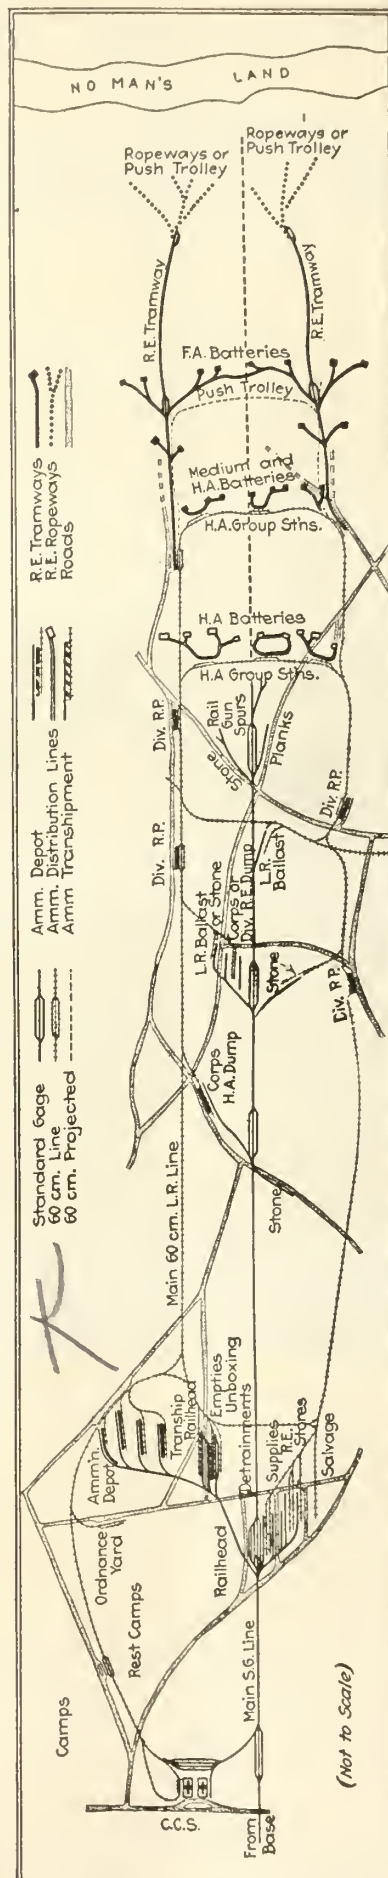 NO MAN'S LAND
Ropeways or
Push Trolley
Ropeways or
Push Trolley
R.E. Tramway
R.E. Tramway
F.A. Batteries
Push Trolley
Medium and
H.A. Batteries
H.A. Group Stns.
H.A Batteries
H.A Group Stns.
R.E. Tramways
R.E. Ropeways
Roads
Amm. Depot
Amm. Distribution Lines
Amm Transhipment
Standard Gage
60 cm. Line
60 cm. Projected
Div. R.P.
Rail
Gun
Spurs
Stone
Planks
Div. R.P.
Div. R.P.
L.R. Ballast
or Stone
Corps or
Div. R.E. Dump
L.R.
Ballast
Stone
Div. R.P.
Corps
H.A. Dump
Main 60 cm. L.R. Line
Stone
Amm'n.
Depot
Tranship
Railhead
Empties
Unboxing
Ordnance
Yard
Railhead
Detrainments
Supplies
R.E.
Stores
Salvage
Rest Camps
Camps
Main S.G. Line
C.C.S.
From
Base
(Not to Scale)